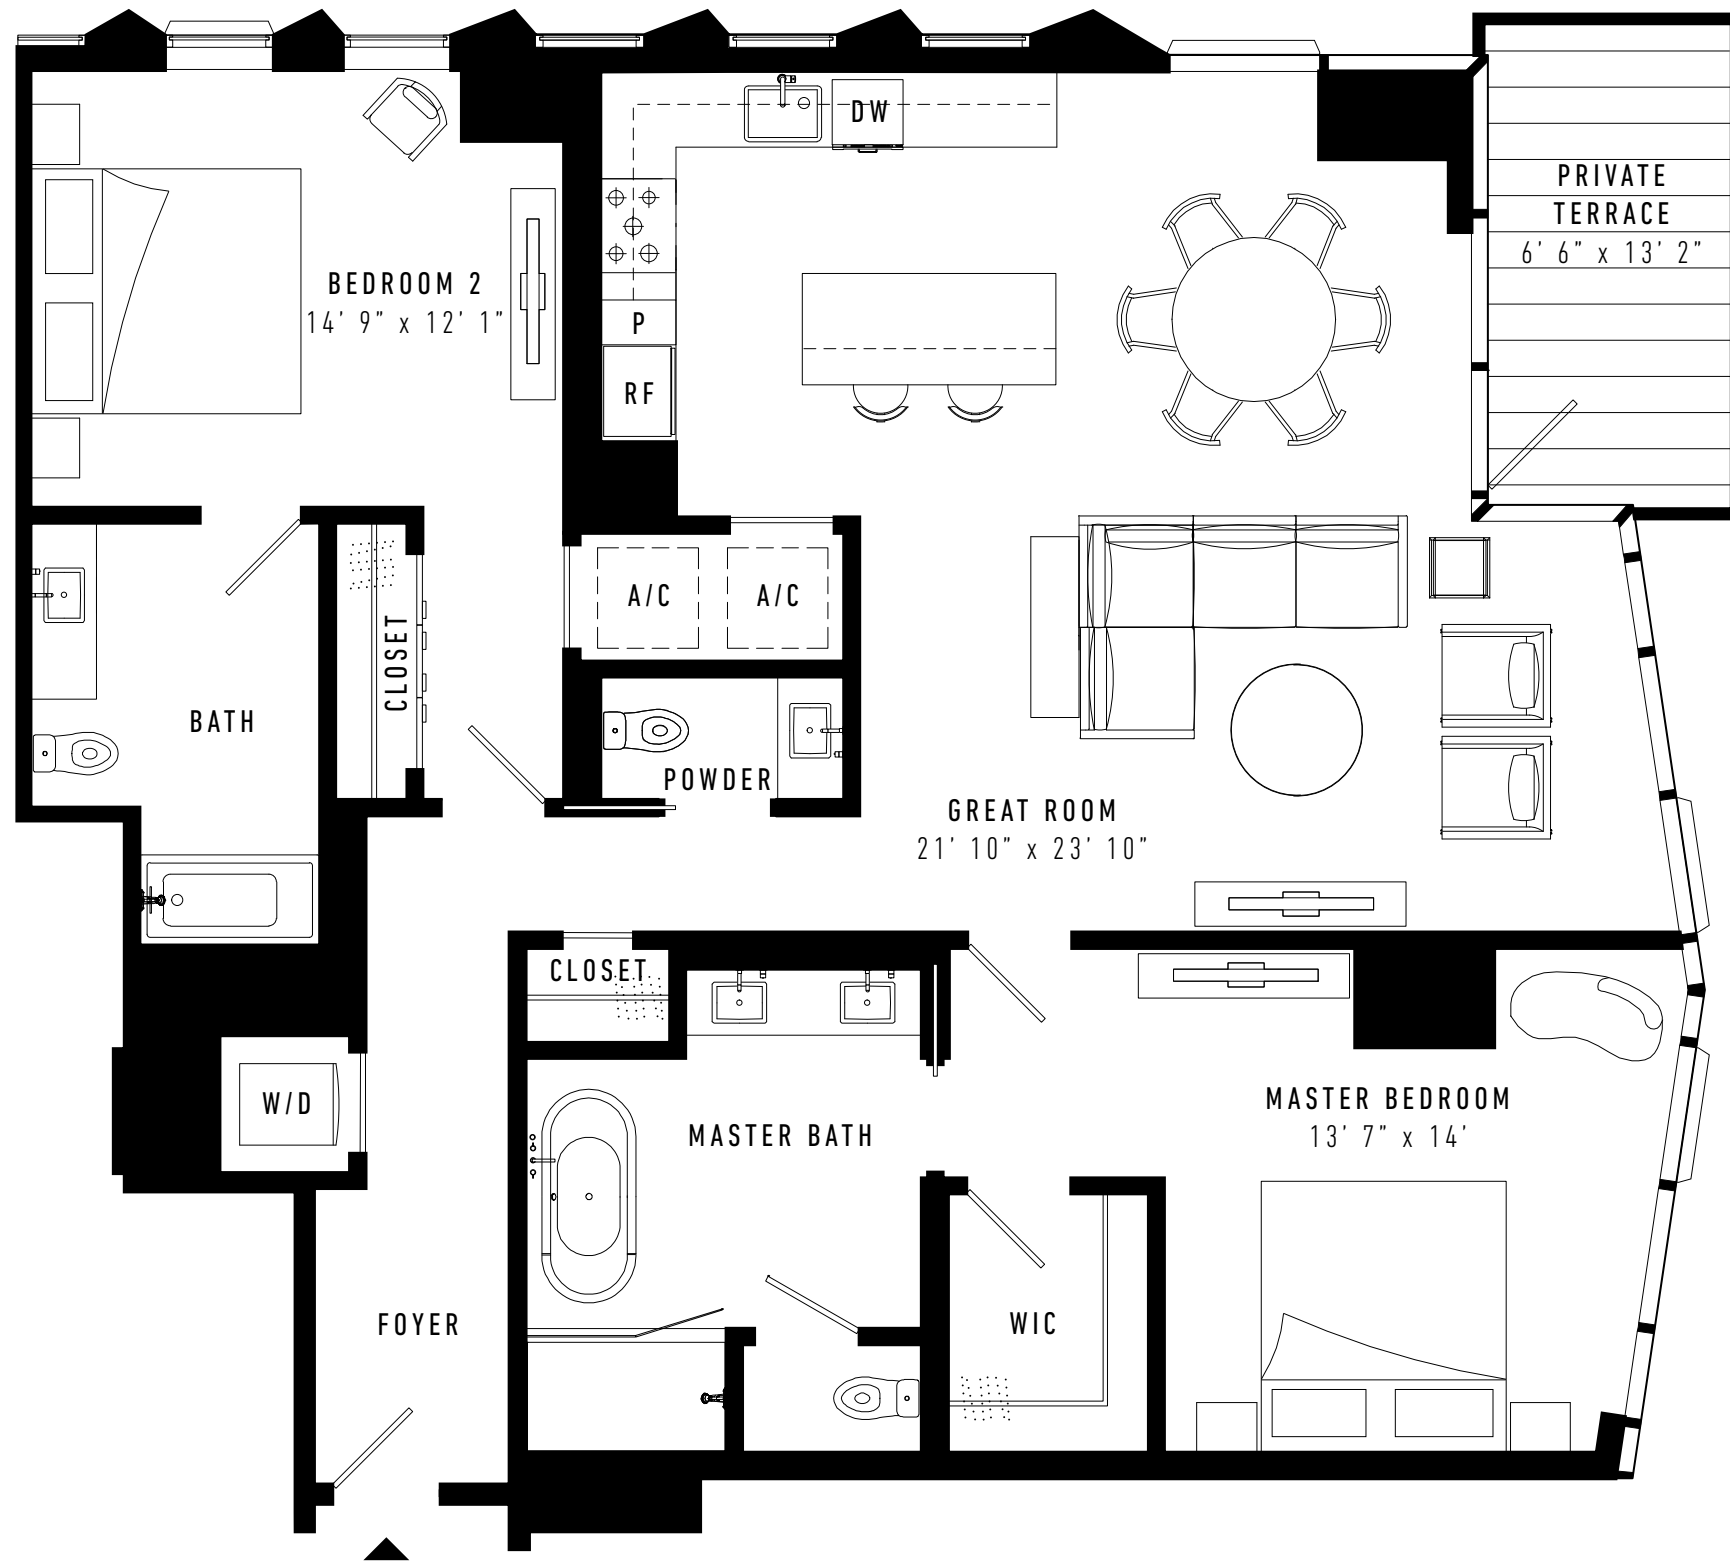 DW
PRIVATE
TERRACE
6' 6" x 13' 2"
BEDROOM 2
14' 9" x 12' 1"
P
RF
A/C
A/C
CLOSET
BATH
POWDER
GREAT ROOM
21' 10" x 23' 10"
CLOSET
W/D
MASTER BATH
MASTER BEDROOM
13' 7" x 14'
FOYER
WIC